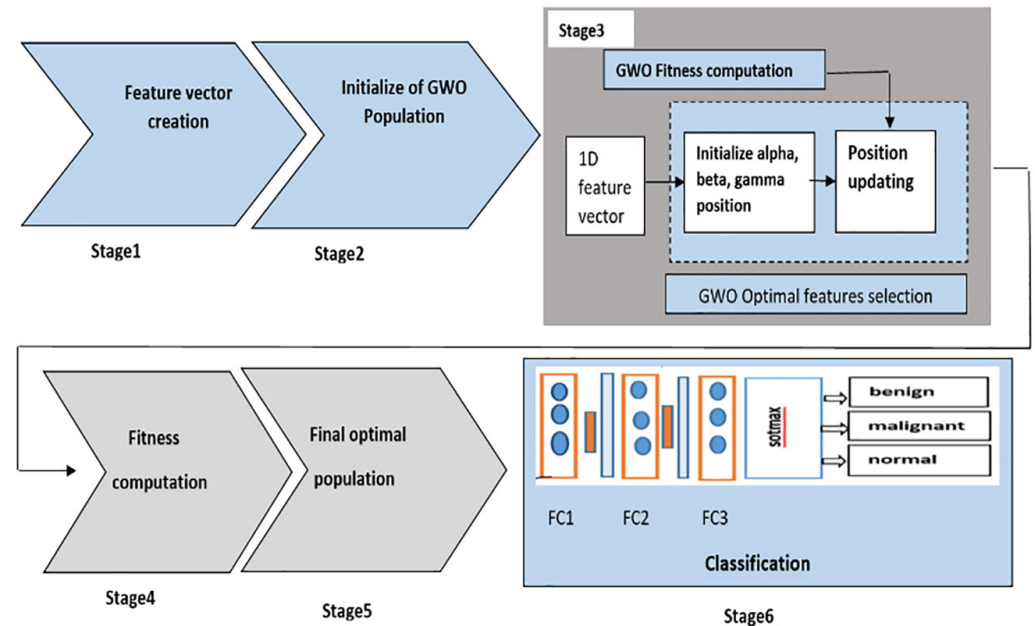 Feature vector
creation
Stage1
Initialize of GWO
Population
Stage2
Stage3
GWO Fitness computation
1D
feature
vector
Initialize alpha,
beta, gamma
position
Position
updating
GWO Optimal features selection
Fitness
computation
Stage4
Final optimal
population
Stage5
sotmax
benign
malignant
normal
FC1
FC2
FC3
Classification
Stage6